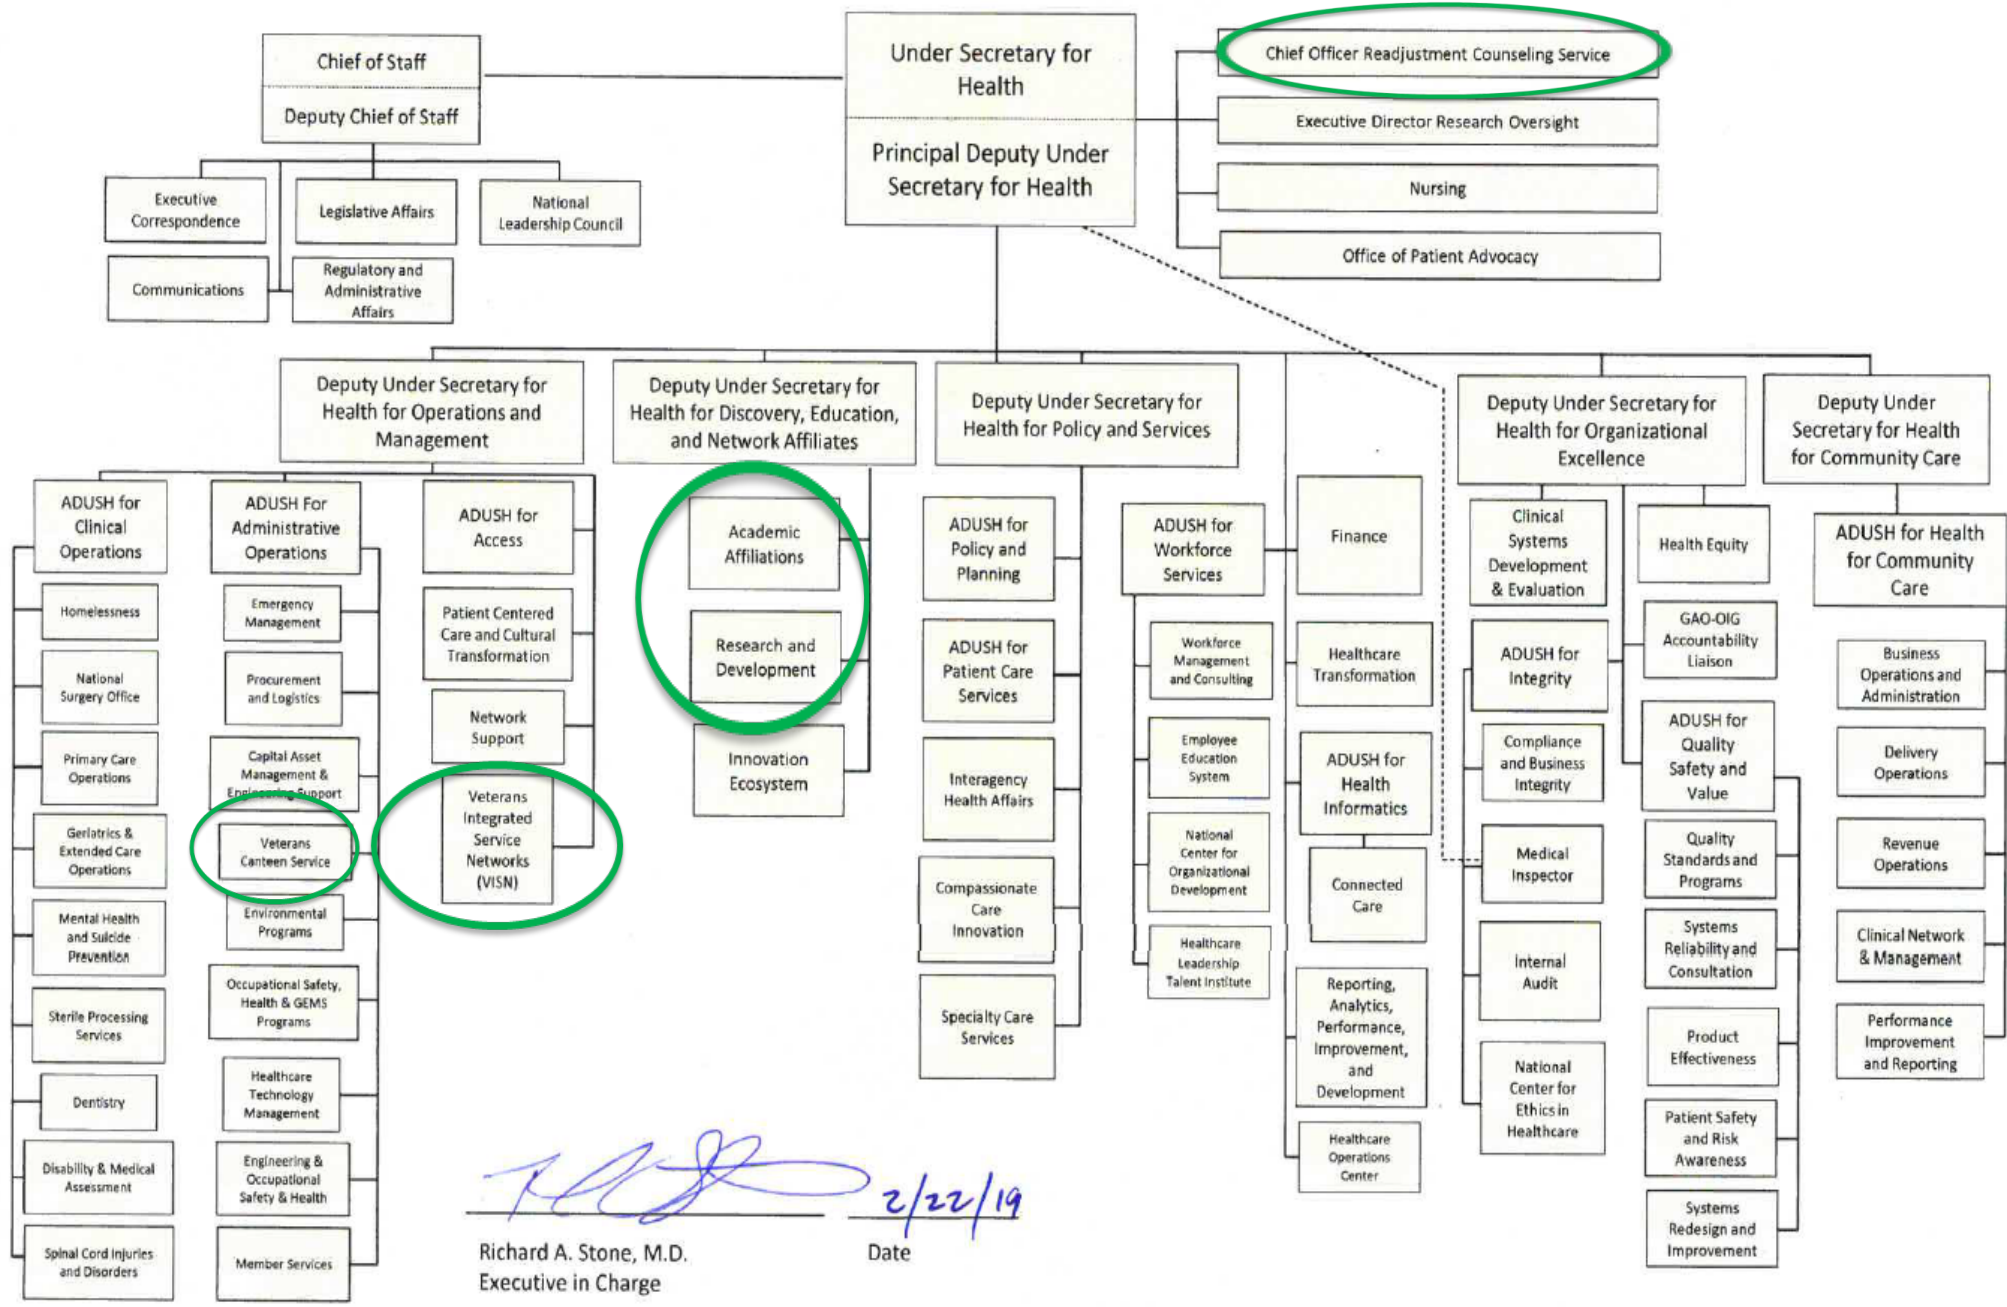 Chief of Staff
Deputy Chief of Staff
Under Secretary for
Health
Principal Deputy Under
Secretary for Health
Chief Officer Readjustment Counseling Service
Executive Director Research Oversight
Nursing
Office of Patient Advocacy
Executive
Correspondence
Legislative Affairs
National
Leadership Council
Communications
Regulatory and
Administrative
Affairs
Deputy Under Secretary for
Health for Operations and
Management
Deputy Under Secretary for
Health for Discovery, Education,
and Network Affiliates
Deputy Under Secretary for
Health for Policy and Services
Deputy Under Secretary for
Health for Organizational
Excellence
Deputy Under
Secretary for Health
for Community Care
ADUSH for
Clinical
Operations
Homelessness
National
Surgery Office
Primary Care
Operations
Geriatrics &
Extended Care
Operations
Mental Health
and Suicide
Prevention
Sterile Processing
Services
Dentistry
Disability & Medical
Assessment
Spinal Cord Injuries
and Disorders
ADUSH For
Administrative
Operations
Emergency
Management
Procurement
and Logistics
Capital Asset
Management &
Engineering Support
Veterans
Canteen Service
Environmental
Programs
Occupational Safety,
Health & GEMS
Programs
Healthcare
Technology
Management
Engineering &
Occupational
Safety & Health
Member Services
ADUSH for
Access
Patient Centered
Care and Cultural
Transformation
Network
Support
Veterans
Integrated
Service
Networks
(VISN)
Academic
Affiliations
Research and
Development
Innovation
Ecosystem
ADUSH for
Policy and
Planning
ADUSH for
Patient Care
Services
Interagency
Health Affairs
Compassionate
Care
Innovation
Specialty Care
Services
ADUSH for
Workforce
Services
Workforce
Management
and Consulting
Employee
Education
System
National
Center for
Organizational
Development
Healthcare
Leadership
Talent Institute
Finance
Healthcare
Transformation
ADUSH for
Health
Informatics
Connected
Care
Reporting,
Analytics,
Performance,
Improvement,
and
Development
Healthcare
Operations
Center
Clinical
Systems
Development
& Evaluation
ADUSH for
Integrity
Compliance
and Business
Integrity
Medical
Inspector
Internal
Audit
National
Center for
Ethics in
Healthcare
Health Equity
GAO-OIG
Accountability
Liaison
ADUSH for
Quality
Safety and
Value
Quality
Standards and
Programs
Systems
Reliability and
Consultation
Product
Effectiveness
Patient Safety
and Risk
Awareness
Systems
Redesign and
Improvement
ADUSH for Health
for Community
Care
Business
Operations and
Administration
Delivery
Operations
Revenue
Operations
Clinical Network
& Management
Performance
Improvement
and Reporting
2/22/19
Richard A. Stone, M.D.
Executive in Charge
Date